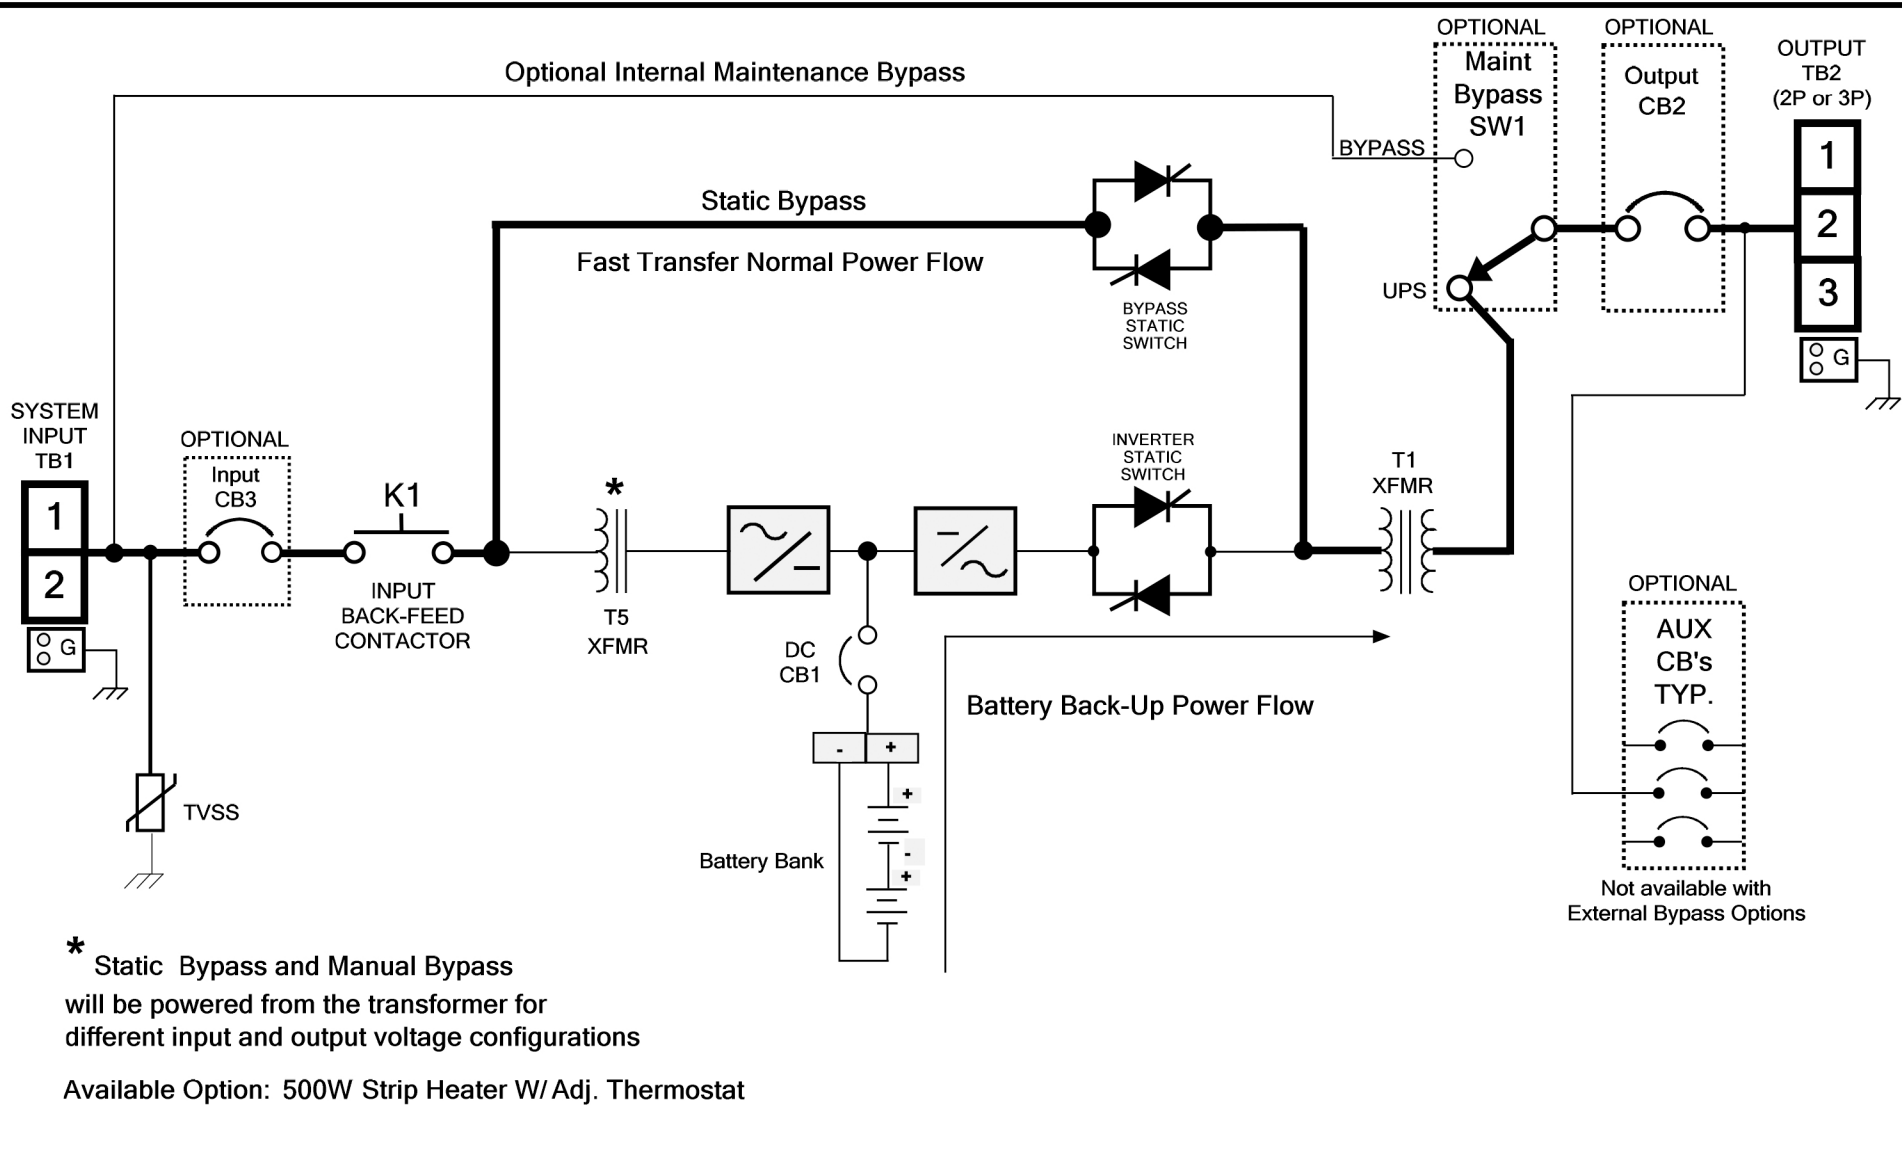 OPTIONAL
OPTIONAL
OUTPUT
TB2
(2P or 3P)
Optional Internal Maintenance Bypass
Maint
Bypass
SW1
Output
CB2
BYPASS
1
2
3
G
Static Bypass
Fast Transfer Normal Power Flow
BYPASS
STATIC
SWITCH
UPS
SYSTEM
INPUT
TB1
1
2
G
OPTIONAL
Input
CB3
K1
INPUT
BACK-FEED
CONTACTOR
*
T5
XFMR
INVERTER
STATIC
SWITCH
T1
XFMR
DC
CB1
- +
Battery Back-Up Power Flow
OPTIONAL
AUX
CB's
TYP.
TVSS
+
-
+
Battery Bank
Not available with
External Bypass Options
* Static Bypass and Manual Bypass
will be powered from the transformer for
different input and output voltage configurations
Available Option: 500W Strip Heater W/Adj. Thermostat